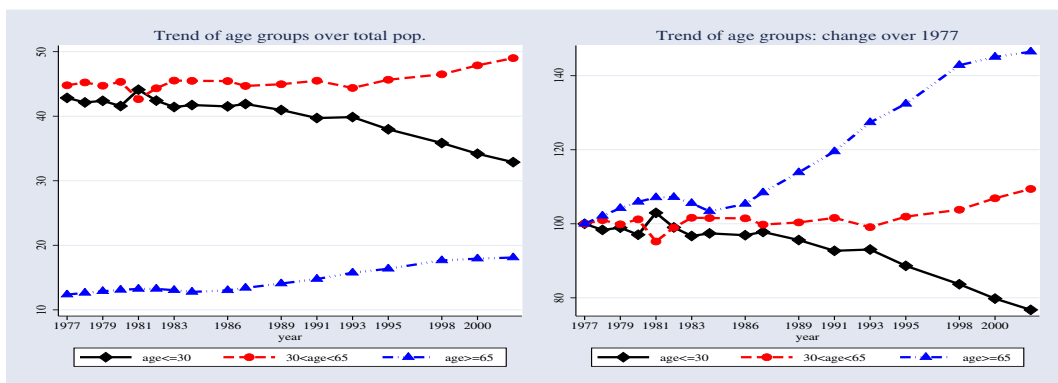 Trend of age groups over total pop.
50
40
30
20
10
1977 1979 1981 1983 1986 1989 1991 1993 1995 1998 2000
year
age<=30 30<age<65 age>=65
Trend of age groups: change over 1977
140
120
100
80
1977 1979 1981 1983 1986 1989 1991 1993 1995 1998 2000
year
age<=30 30<age<65 age>=65